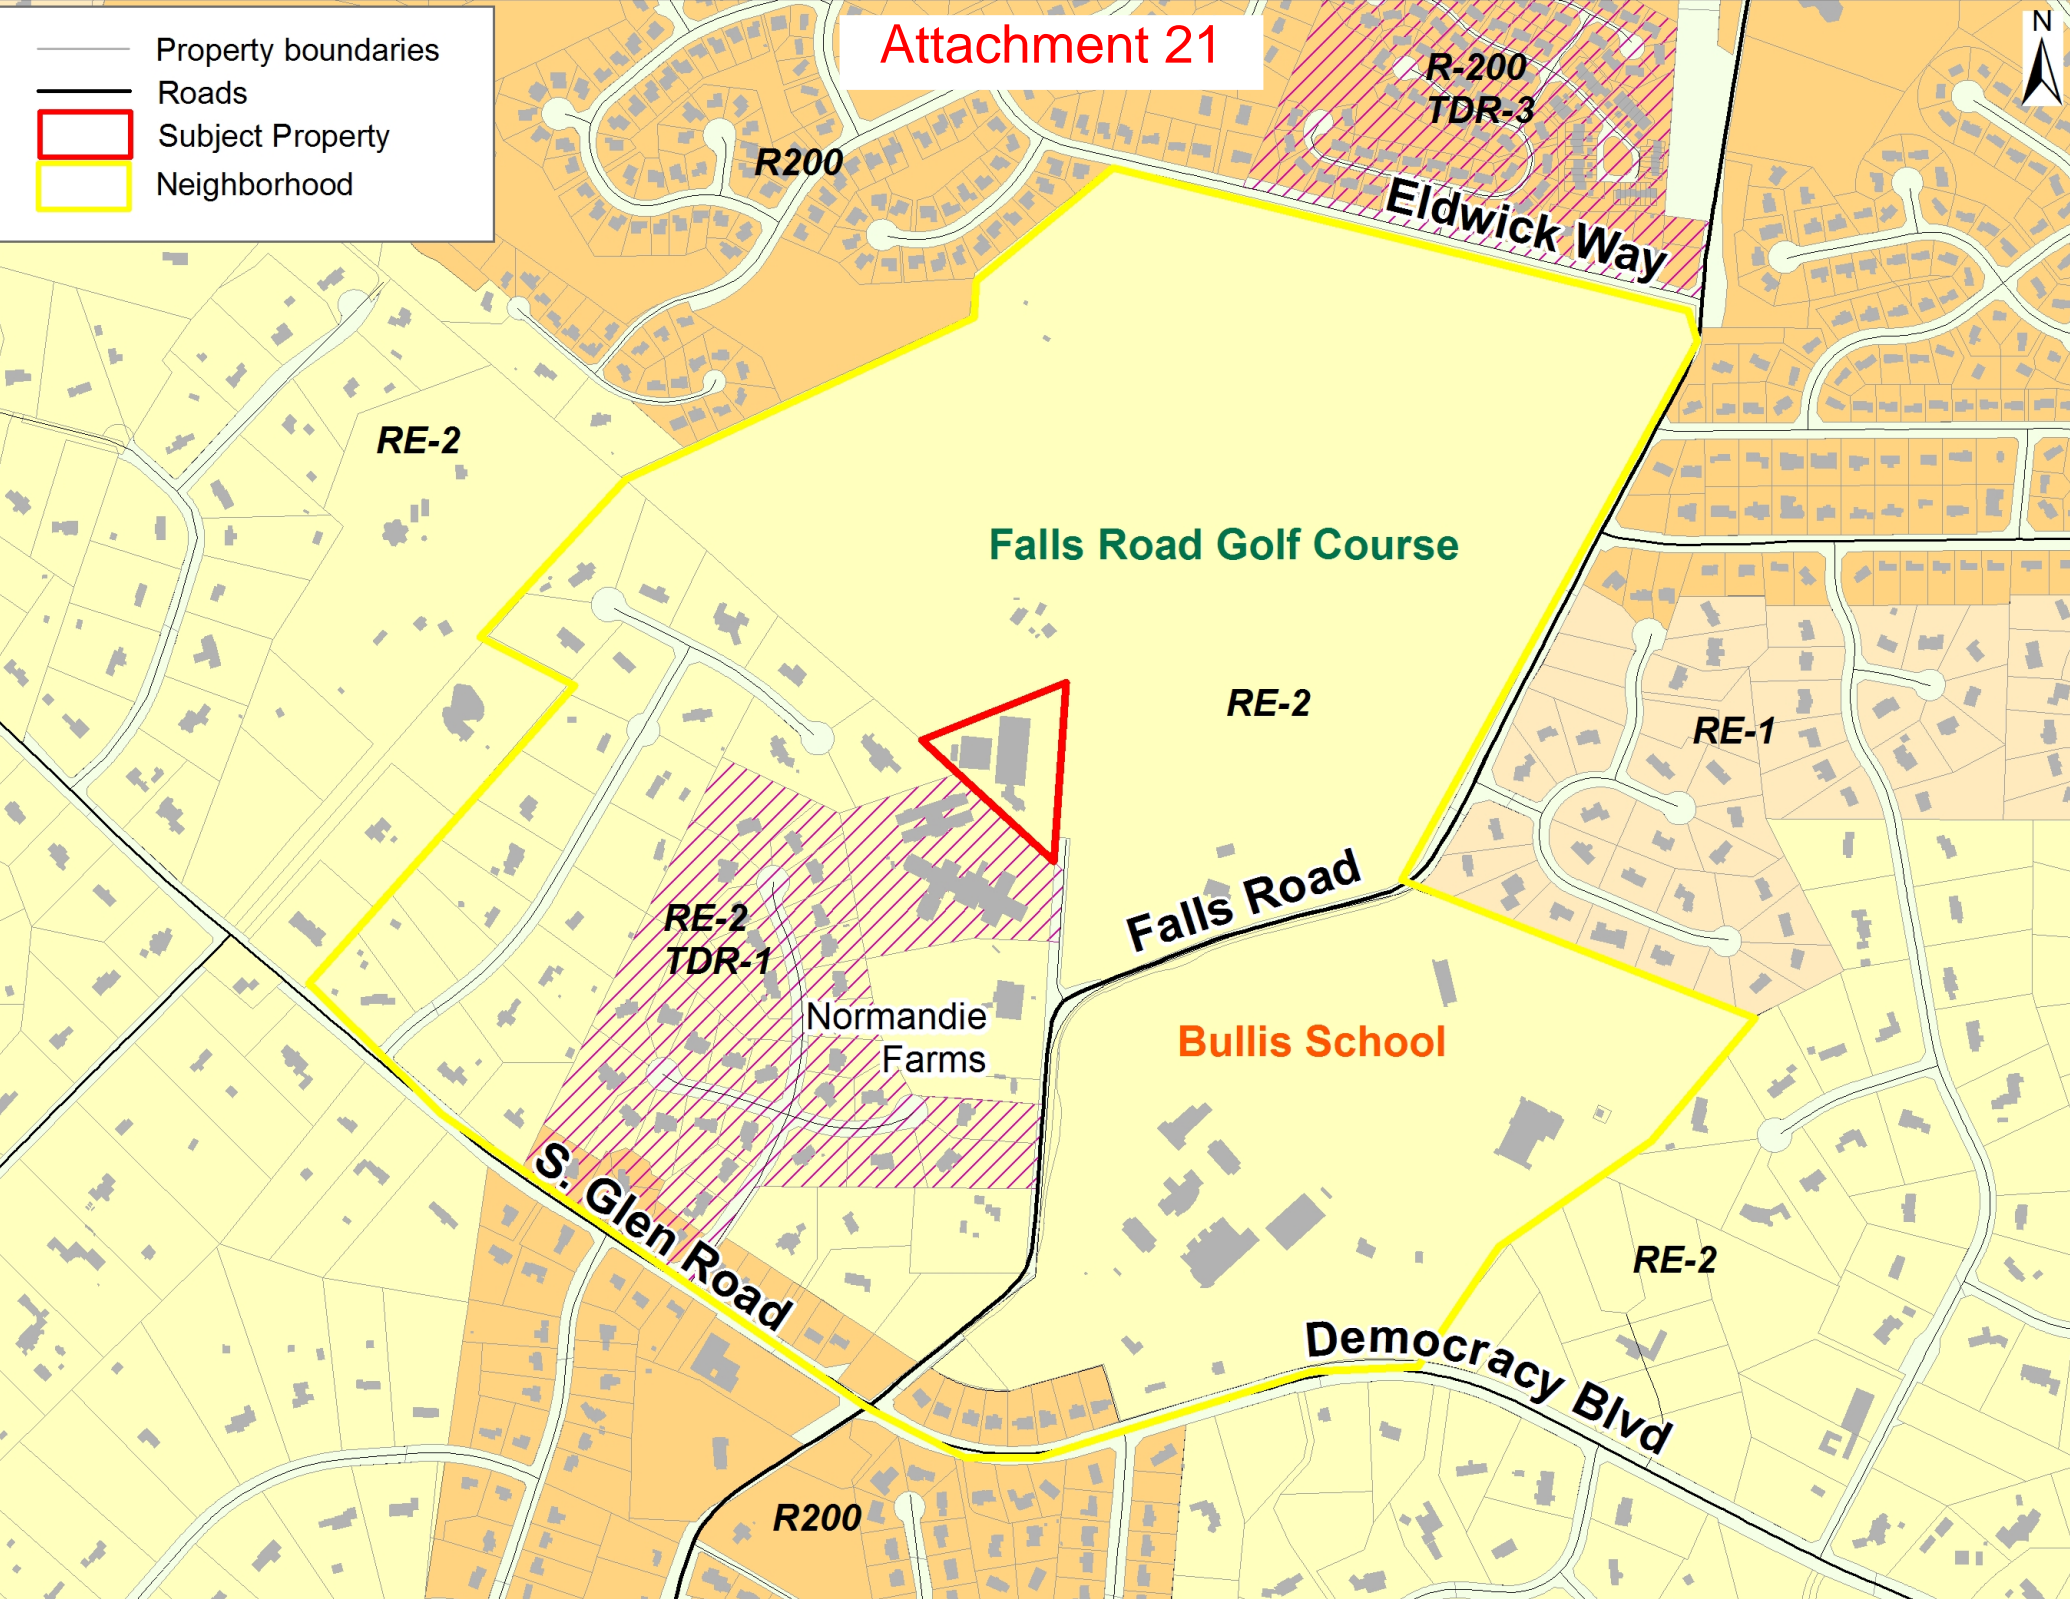 Attachment 21
N
Property boundaries
Roads
Subject Property
Neighborhood
R-200
TDR-3
R200
Eldwick Way
RE-2
Falls Road Golf Course
RE-2
RE-1
RE-2
TDR-1
Falls Road
Normandie
Farms
Bullis School
S. Glen Road
RE-2
Democracy Blvd
R200